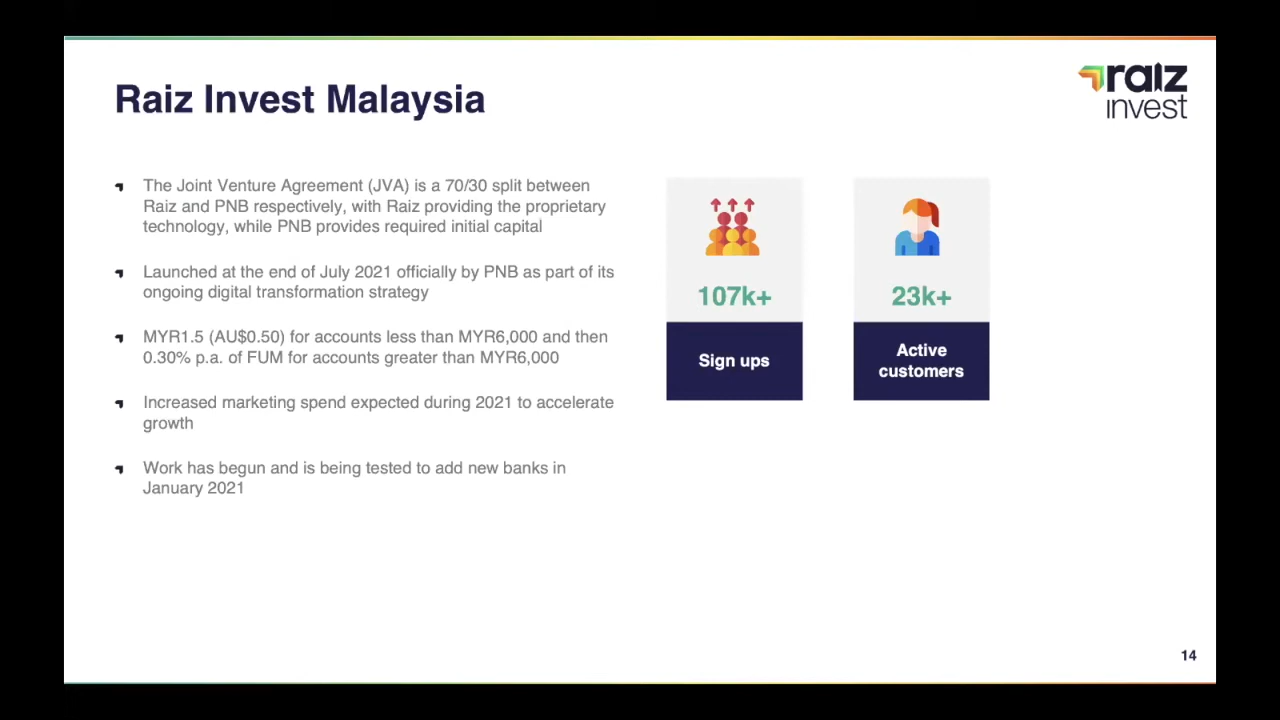 Raiz Invest Malaysia
raiz
invest
The Joint Venture Agreement (JVA) is a 70/30 split between
Raiz and PNB respectively, with Raiz providing the proprietary
technology, while PNB provides required initial capital
Launched at the end of July 2021 officially by PNB as part of its
ongoing digital transformation strategy
MYR1.5 (AU$0.50) for accounts less than MYR6,000 and then
0.30% p.a. of FUM for accounts greater than MYR6,000
Increased marketing spend expected during 2021 to accelerate
growth
Work has begun and is being tested to add new banks in
January 2021
107k+
Sign ups
23k+
Active
customers
14